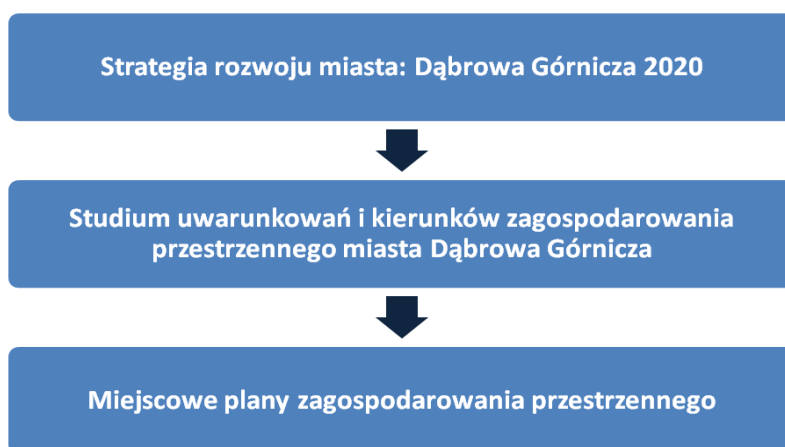 Strategia rozwoju miasta: Dąbrowa Górnicza 2020
Studium uwarunkowań i kierunków zagospodarowania
przestrzennego miasta Dąbrowa Górnicza
Miejscowe plany zagospodarowania przestrzennego